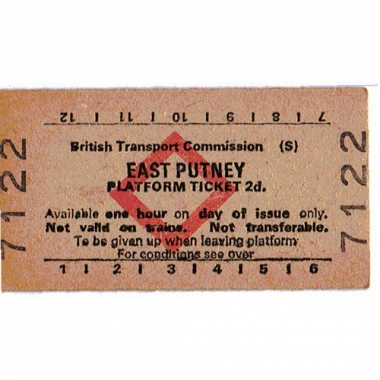 12 I 11 I 10 I 9 I 8 I 7
British Transport Commission (S)
EAST PUTNEY
PLATFORM TICKET 2d.
Available one hour on day of issue only.
Not valid on trains. Not transferable.
To be given up when leaving platform
For conditions see over
1 I 2 I 3 I 4 I 5 I 6
7122
7122